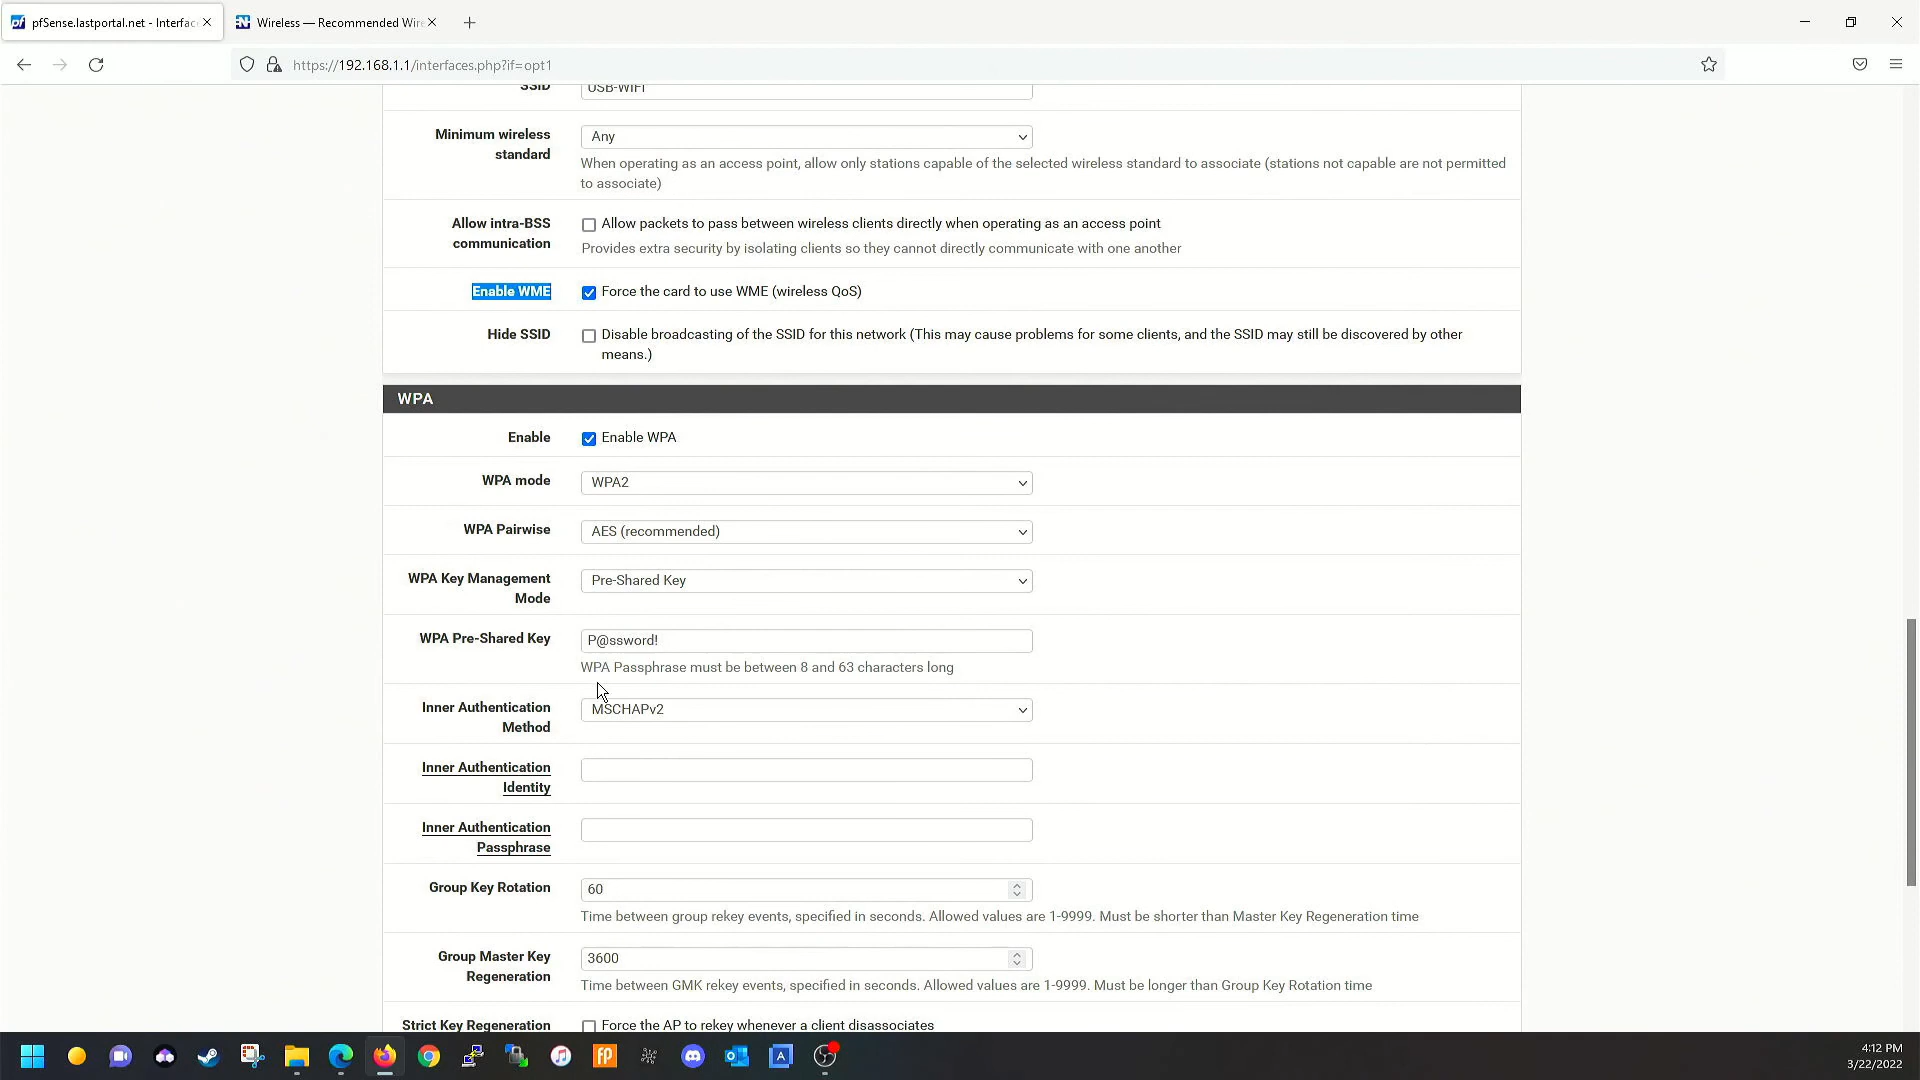 pfSense.lastportal.net - Interfac
Wireless — Recommended Wire
https://192.168.1.1/interfaces.php?if=opt1
SSID
USB-WIFI
Minimum wireless
standard
Any
When operating as an access point, allow only stations capable of the selected wireless standard to associate (stations not capable are not permitted
to associate)
Allow intra-BSS
communication
Allow packets to pass between wireless clients directly when operating as an access point
Provides extra security by isolating clients so they cannot directly communicate with one another
Enable WME
Force the card to use WME (wireless QoS)
Hide SSID
Disable broadcasting of the SSID for this network (This may cause problems for some clients, and the SSID may still be discovered by other
means.)
WPA
Enable
Enable WPA
WPA mode
WPA2
WPA Pairwise
AES (recommended)
WPA Key Management
Mode
Pre-Shared Key
WPA Pre-Shared Key
P@ssword!
WPA Passphrase must be between 8 and 63 characters long
Inner Authentication
Method
MSCHAPv2
Inner Authentication
Identity
Inner Authentication
Passphrase
Group Key Rotation
60
Time between group rekey events, specified in seconds. Allowed values are 1-9999. Must be shorter than Master Key Regeneration time
Group Master Key
Regeneration
3600
Time between GMK rekey events, specified in seconds. Allowed values are 1-9999. Must be longer than Group Key Rotation time
Strict Key Regeneration
Force the AP to rekey whenever a client disassociates
4:12 PM
3/22/2022